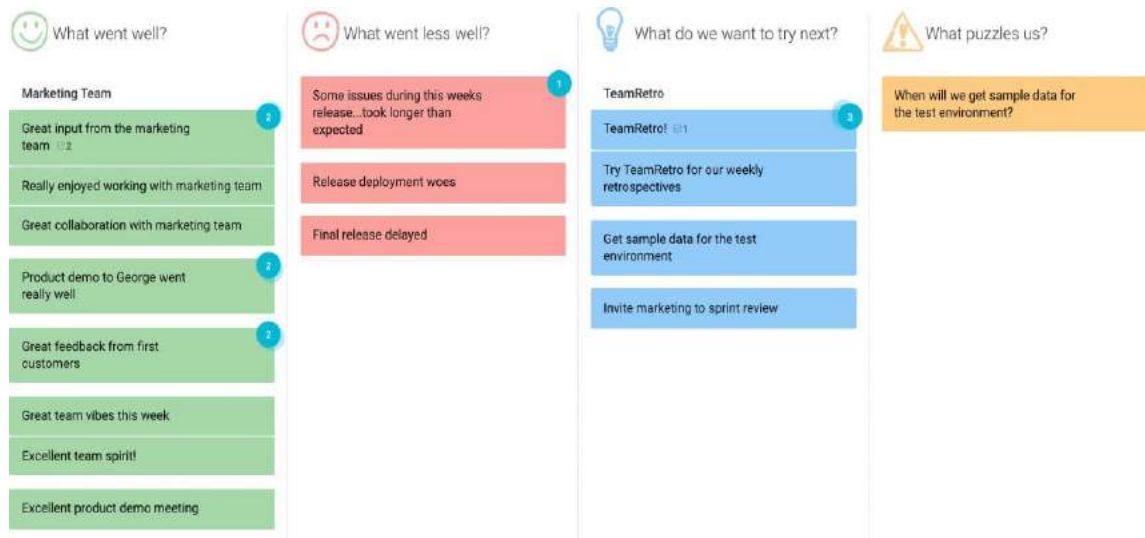 What went well?
Marketing Team
2
Great input from the marketing
team 2
Really enjoyed working with marketing team
Great collaboration with marketing team
2
Product demo to George went
really well
2
Great feedback from first
customers
Great team vibes this week
Excellent team spirit!
Excellent product demo meeting
What went less well?
1
Some issues during this weeks
release...took longer than
expected
Release deployment woes
Final release delayed
What do we want to try next?
TeamRetro
3
TeamRetro! 1
Try TeamRetro for our weekly
retrospectives
Get sample data for the test
environment
Invite marketing to sprint review
What puzzles us?
When will we get sample data for
the test environment?